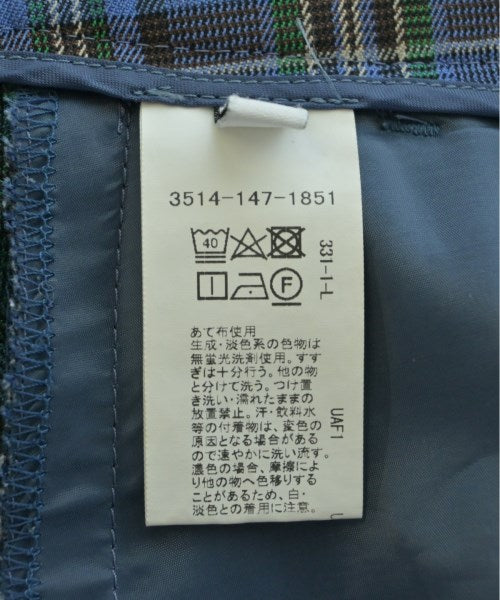 3514-147-1851
40
331-1-L
F
あて布使用
生成・淡色系の色物は
無蛍光洗剤使用。すす
ぎは十分行う。他の物
と分けて洗う。つけ置
き洗い・濡れたままの
放置禁止。汗・飲料水
等の付着物は、変色の
原因となる場合がある
ので速やかに洗い流す。
濃色の場合、摩擦によ
り他の物へ色移りする
ことがあるため、白・
淡色との着用に注意。
UAF1